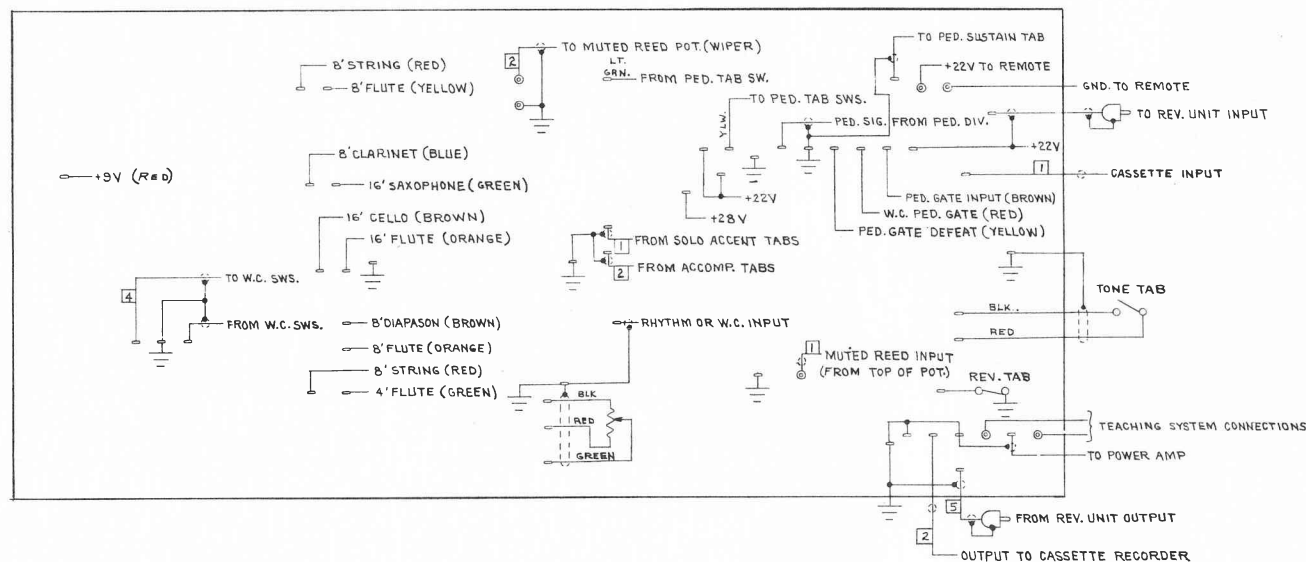 TO PED. SUSTAIN TAB
2
TO MUTED REED POT. (WIPER)
8' STRING (RED)
LT.
GRN.
FROM PED. TAB SW.
+22V TO REMOTE
8' FLUTE (YELLOW)
GND. TO REMOTE
TO PED. TAB SWS.
YLW.
PED. SIG. FROM PED. DIV.
TO REV. UNIT INPUT
+22V
8' CLARINET (BLUE)
1
CASSETTE INPUT
+9V (RED)
16' SAXOPHONE (GREEN)
+22V
PED. GATE INPUT (BROWN)
W.C. PED. GATE (RED)
+28V
16' CELLO (BROWN)
PED. GATE DEFEAT (YELLOW)
16' FLUTE (ORANGE)
1
FROM SOLO ACCENT TABS
2
FROM ACCOMP. TABS
TO W.C. SWS.
4
TONE TAB
BLK.
FROM W.C. SWS.
8' DIAPASON (BROWN)
RHYTHM OR W.C. INPUT
RED
8' FLUTE (ORANGE)
1
MUTED REED INPUT
(FROM TOP OF POT.)
8' STRING (RED)
REV. TAB
4' FLUTE (GREEN)
BLK
RED
GREEN
TEACHING SYSTEM CONNECTIONS
TO POWER AMP
5
FROM REV. UNIT OUTPUT
2
OUTPUT TO CASSETTE RECORDER